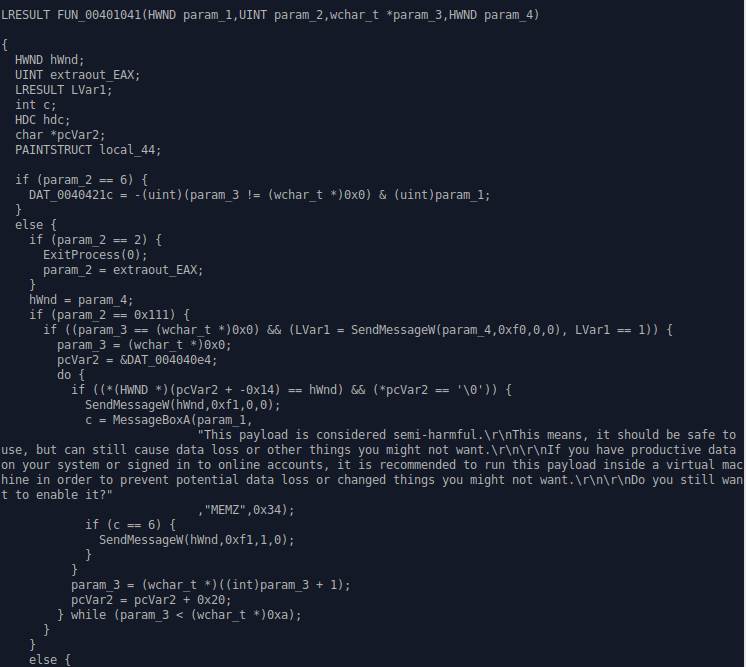 LRESULT FUN_00401041(HWND param_1,UINT param_2,wchar_t *param_3,HWND param_4)
{
HWND hWnd;
UINT extraout_EAX;
LRESULT LVar1;
int c;
HDC hdc;
char *pcVar2;
PAINTSTRUCT local_44;
if (param_2 == 6) {
DAT_0040421c = -(uint)(param_3 != (wchar_t *)0x0) & (uint)param_1;
}
else {
if (param_2 == 2) {
ExitProcess(0);
param_2 = extraout_EAX;
}
hWnd = param_4;
if (param_2 == 0x111) {
if ((param_3 == (wchar_t *)0x0) && (LVar1 = SendMessageW(param_4,0xf0,0,0), LVar1 == 1)) {
param_3 = (wchar_t *)0x0;
pcVar2 = &DAT_004040e4;
do {
if ((*(HWND *)(pcVar2 + -0x14) == hWnd) && (*pcVar2 == '\0')) {
SendMessageW(hWnd,0xf1,0,0);
c = MessageBoxA(param_1,
"This payload is considered semi-harmful.\r\nThis means, it should be safe to
use, but can still cause data loss or other things you might not want.\r\n\r\nIf you have productive data
on your system or signed in to online accounts, it is recommended to run this payload inside a virtual mac
hine in order to prevent potential data loss or changed things you might not want.\r\n\r\nDo you still wan
t to enable it?"
,"MEMZ",0x34);
if (c == 6) {
SendMessageW(hWnd,0xf1,1,0);
}
}
param_3 = (wchar_t *)((int)param_3 + 1);
pcVar2 = pcVar2 + 0x20;
} while (param_3 < (wchar_t *)0xa);
}
}
else {